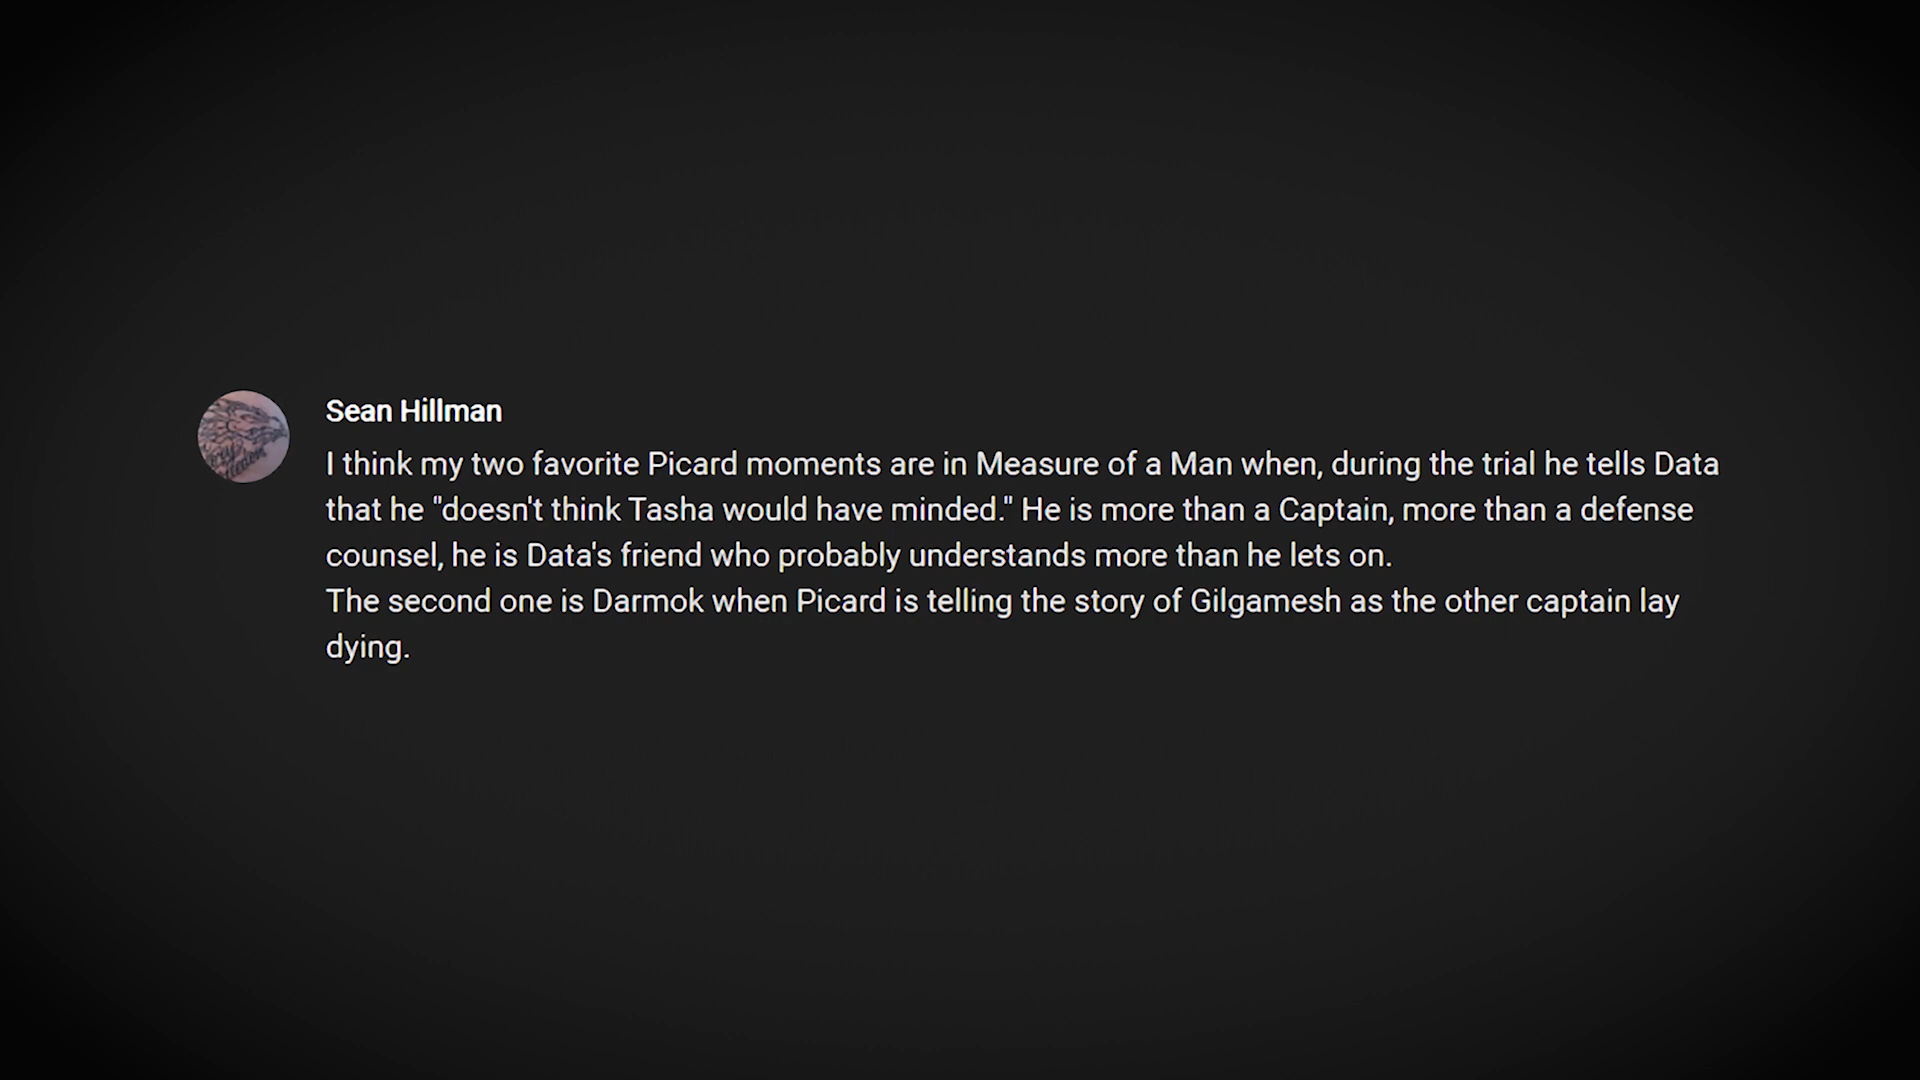 Sean Hillman
I think my two favorite Picard moments are in Measure of a Man when, during the trial he tells Data
that he "doesn't think Tasha would have minded." He is more than a Captain, more than a defense
counsel, he is Data's friend who probably understands more than he lets on.
The second one is Darmok when Picard is telling the story of Gilgamesh as the other captain lay
dying.